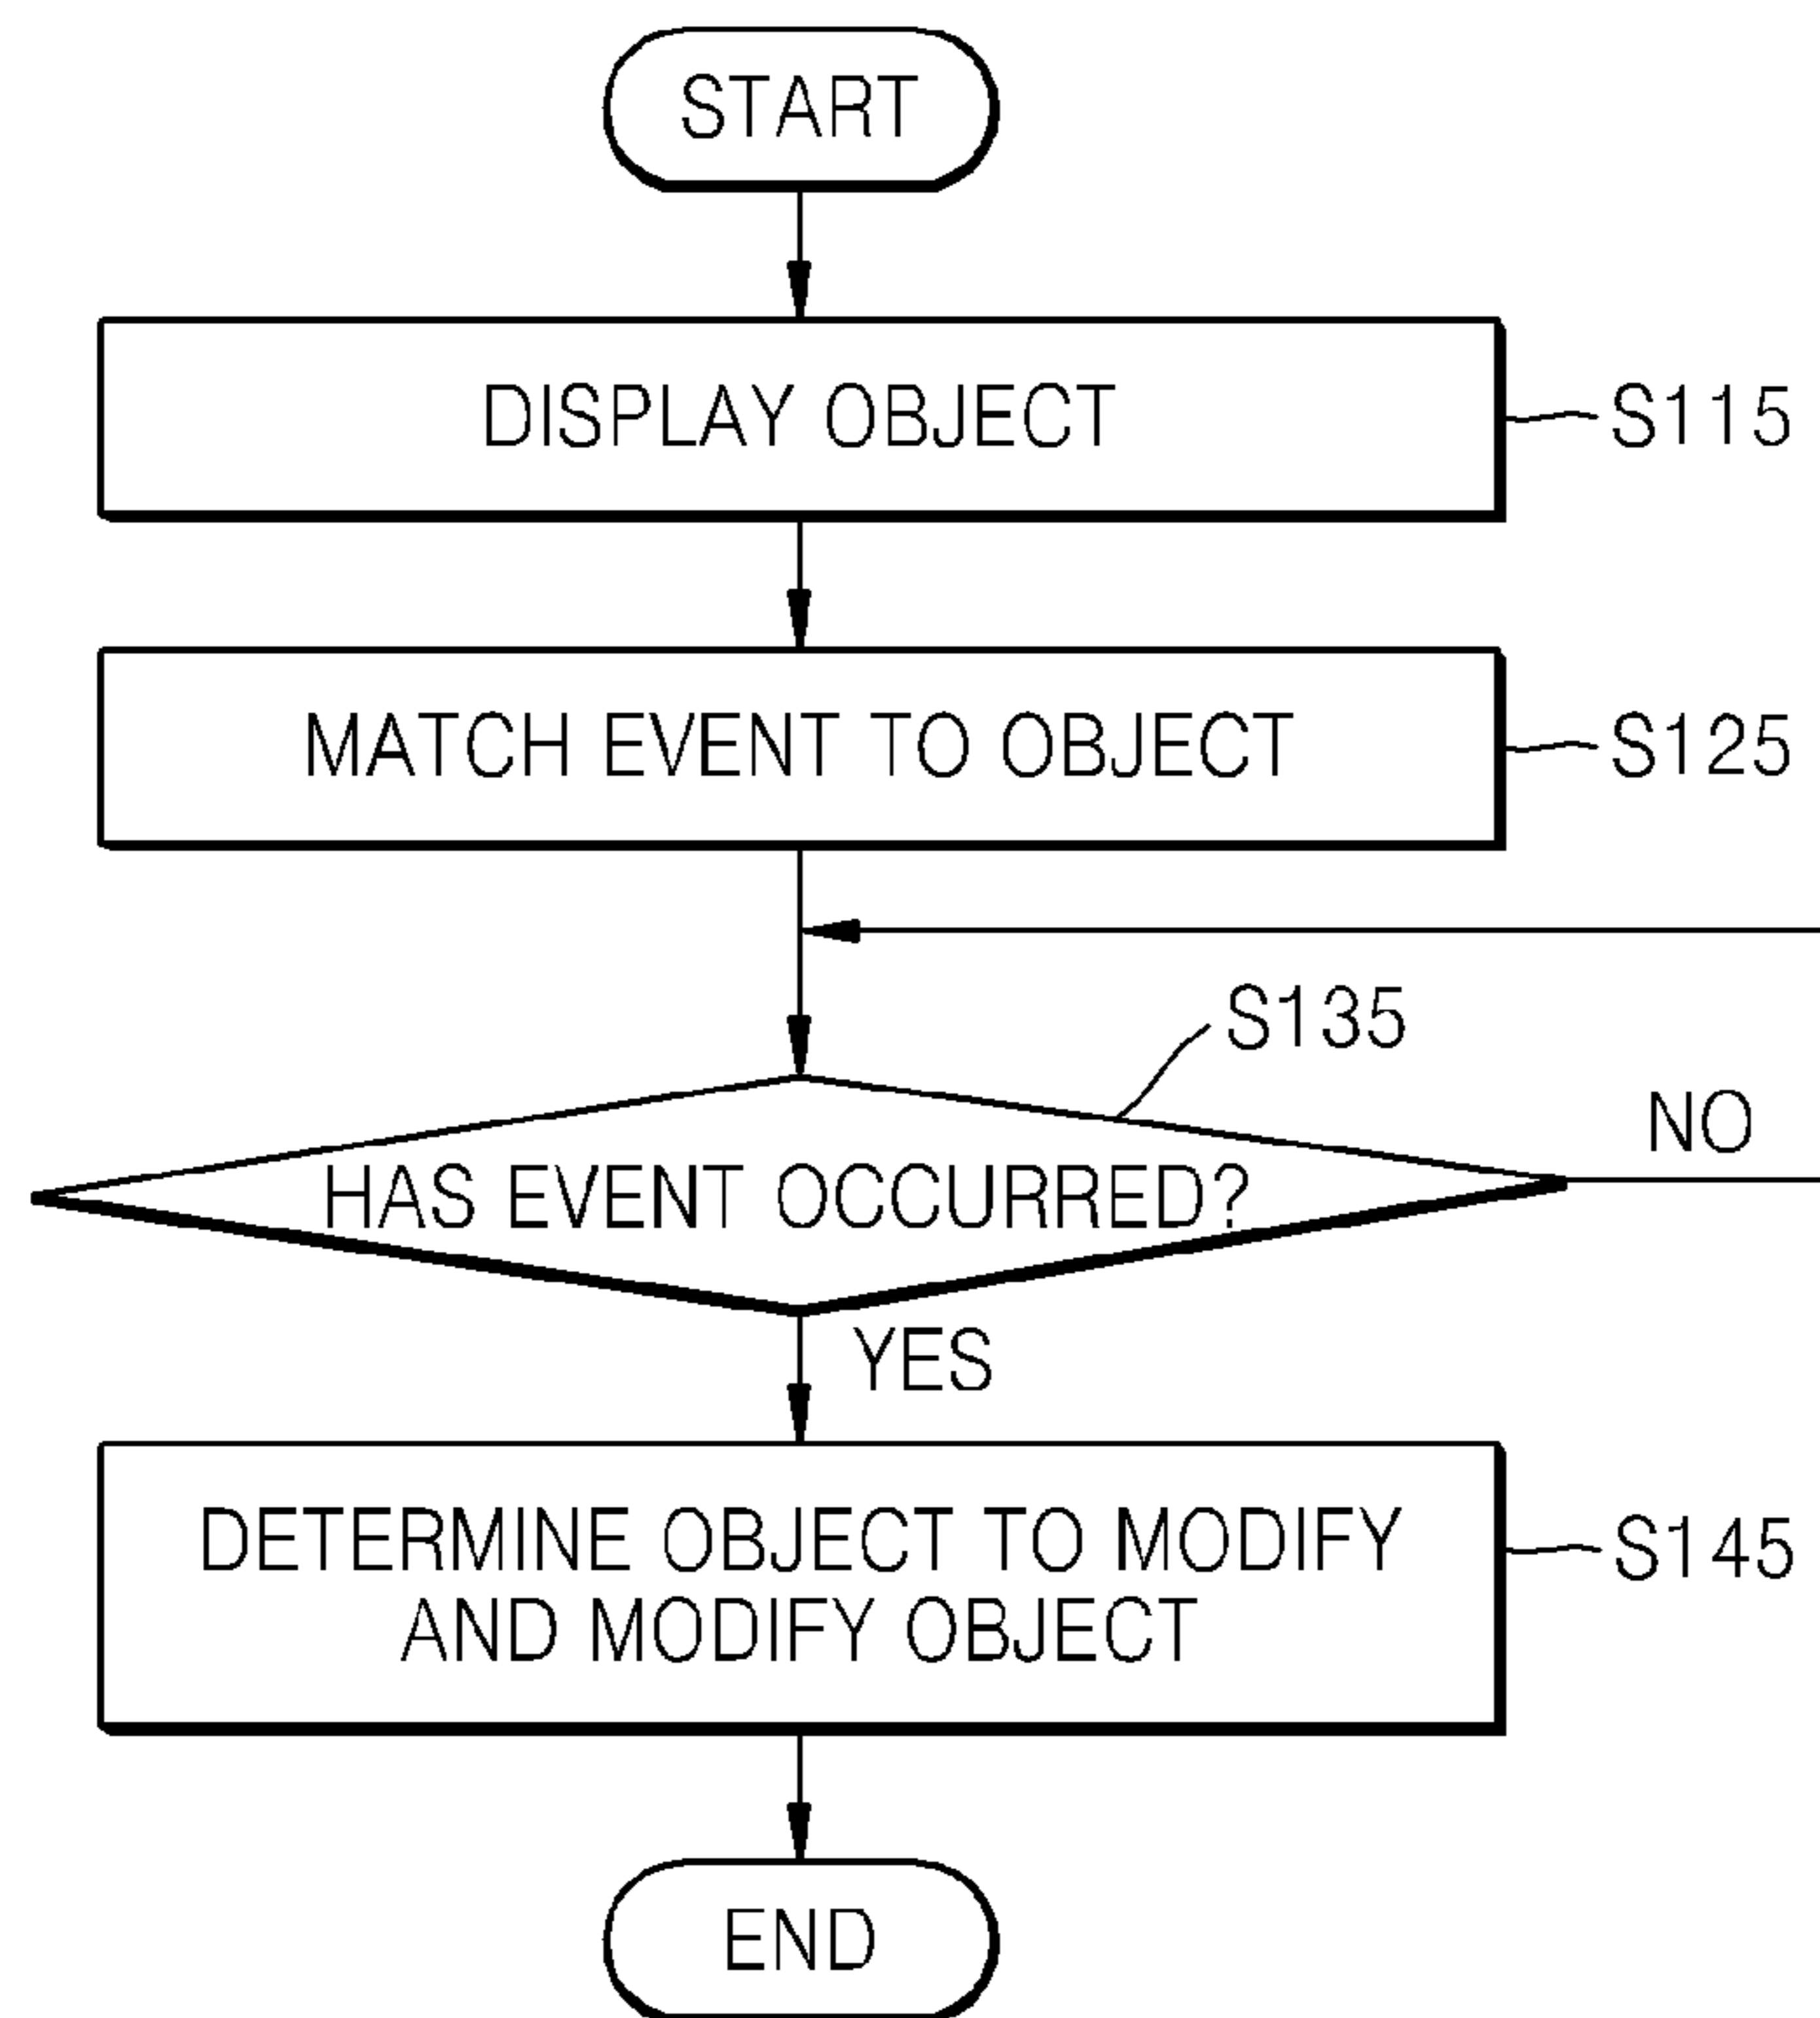 START
DISPLAY OBJECT
S115
MATCH EVENT TO OBJECT
S125
S135
NO
HAS EVENT OCCURRED?
YES
DETERMINE OBJECT TO MODIFY
AND MODIFY OBJECT
S145
END